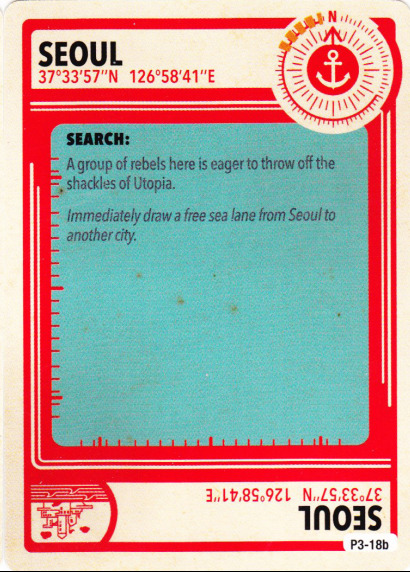 SEOUL
37°33'57"N 126°58'41"E
N
SEARCH:
A group of rebels here is eager to throw off the
shackles of Utopia.
Immediately draw a free sea lane from Seoul to
another city.
SEOUL
37°33'57"N 126°58'41"E
P3-18b